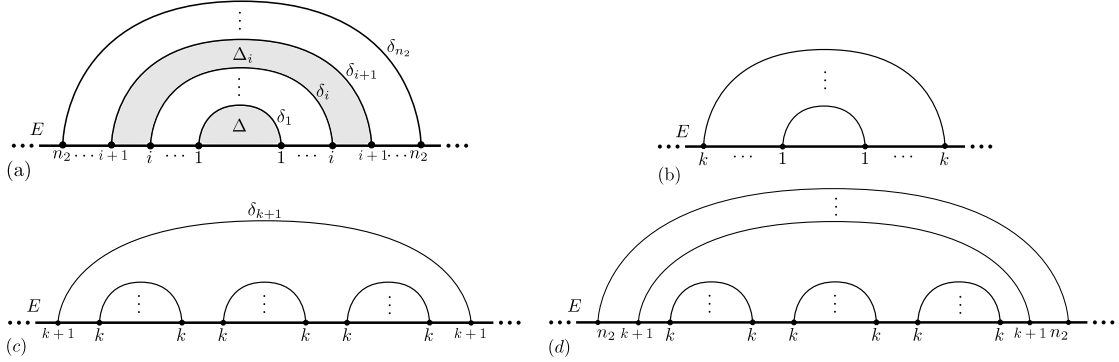 δ_{n_2}
Δ_i
δ_{i+1}
δ_i
δ_1
E
Δ
n_2 ··· i+1 i ··· 1 1 ··· i i+1 ··· n_2
(a)
E
k ··· 1 1 ··· k
(b)
δ_{k+1}
E
k+1 k k k k k k k+1
(c)
E
n_2 k+1 k k k k k k k+1 n_2
(d)